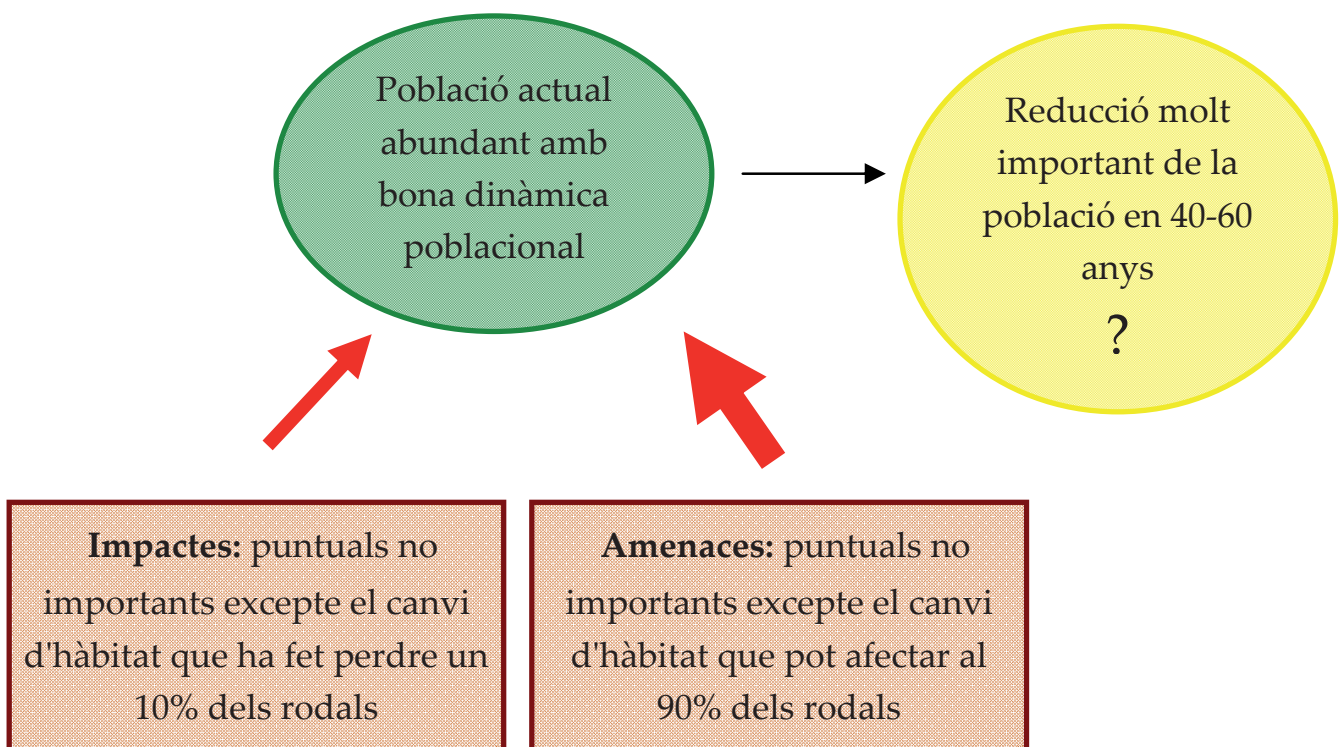 Població actual
abundant amb
bona dinàmica
poblacional
Reducció molt
important de la
població en 40-60
anys
?
Impactes: puntuals no
importants excepte el canvi
d'hàbitat que ha fet perdre un
10% dels rodals
Amenaces: puntuals no
importants excepte el canvi
d'hàbitat que pot afectar al
90% dels rodals